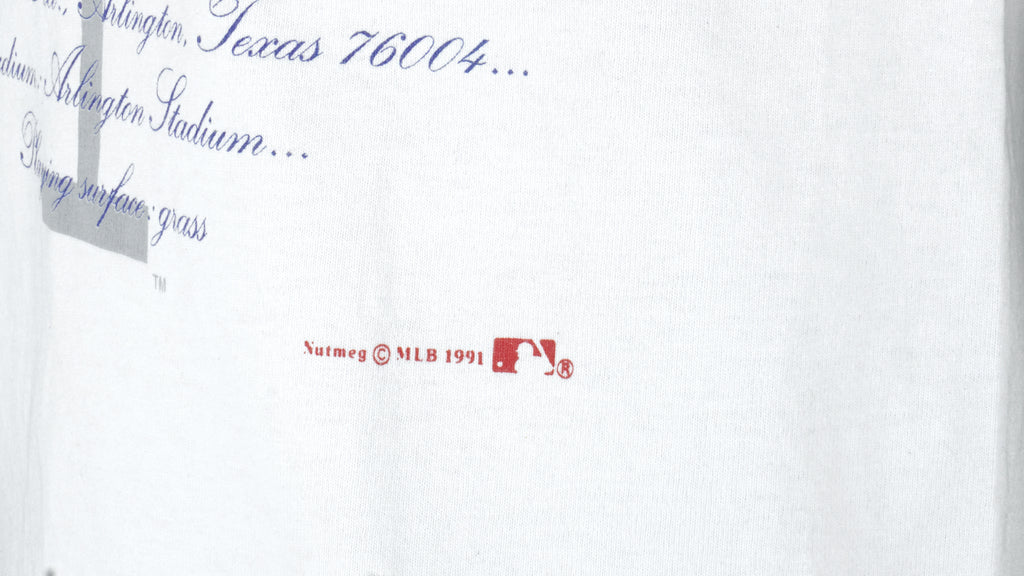 Arlington, Texas 76004...
Arlington Stadium...
Playing surface: grass
TM
Nutmeg © MLB 1991 ®